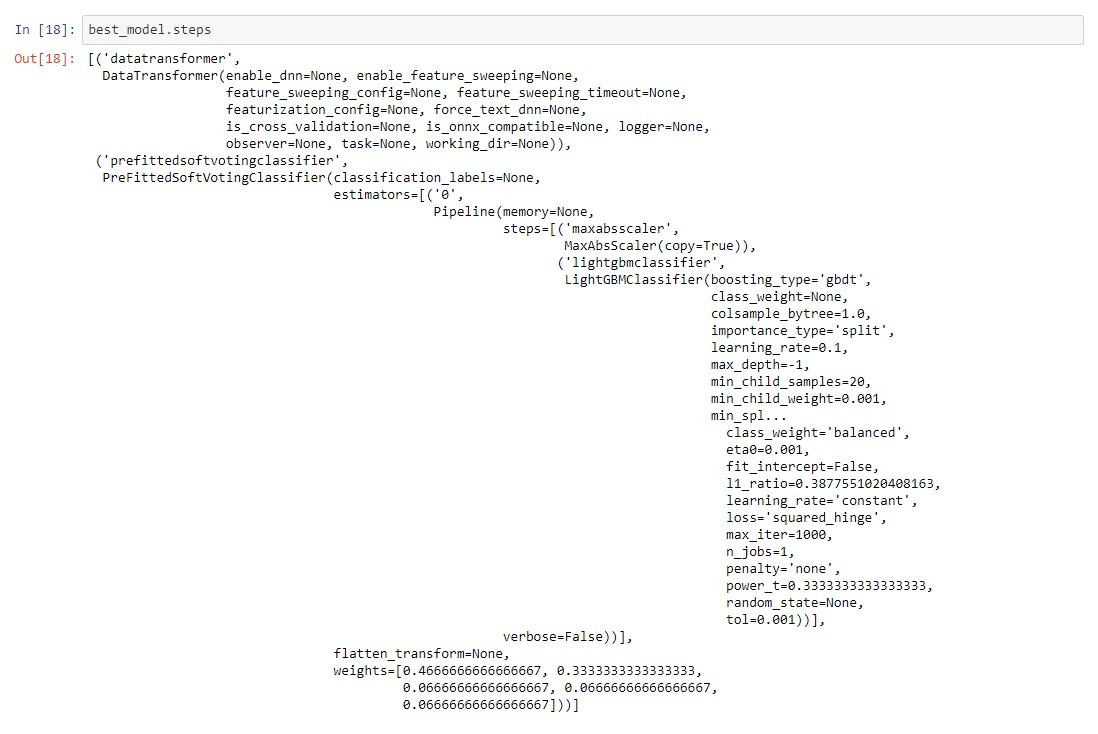 In [18]: best_model.steps
Out[18]: [('datatransformer',
DataTransformer(enable_dnn=None, enable_feature_sweeping=None,
feature_sweeping_config=None, feature_sweeping_timeout=None,
featurization_config=None, force_text_dnn=None,
is_cross_validation=None, is_onnx_compatible=None, logger=None,
observer=None, task=None, working_dir=None)),
('prefittedsoftvotingclassifier',
PreFittedSoftVotingClassifier(classification_labels=None,
estimators=[('0',
Pipeline(memory=None,
steps=[('maxabsscaler',
MaxAbsScaler(copy=True)),
('lightgbmclassifier',
LightGBMClassifier(boosting_type='gbdt',
class_weight=None,
colsample_bytree=1.0,
importance_type='split',
learning_rate=0.1,
max_depth=-1,
min_child_samples=20,
min_child_weight=0.001,
min_spl...
class_weight='balanced',
eta0=0.001,
fit_intercept=False,
l1_ratio=0.3877551020408163,
learning_rate='constant',
loss='squared_hinge',
max_iter=1000,
n_jobs=1,
penalty='none',
power_t=0.3333333333333333,
random_state=None,
tol=0.001))],
verbose=False))],
flatten_transform=None,
weights=[0.4666666666666667, 0.3333333333333333,
0.06666666666666667, 0.06666666666666667,
0.06666666666666667]))]